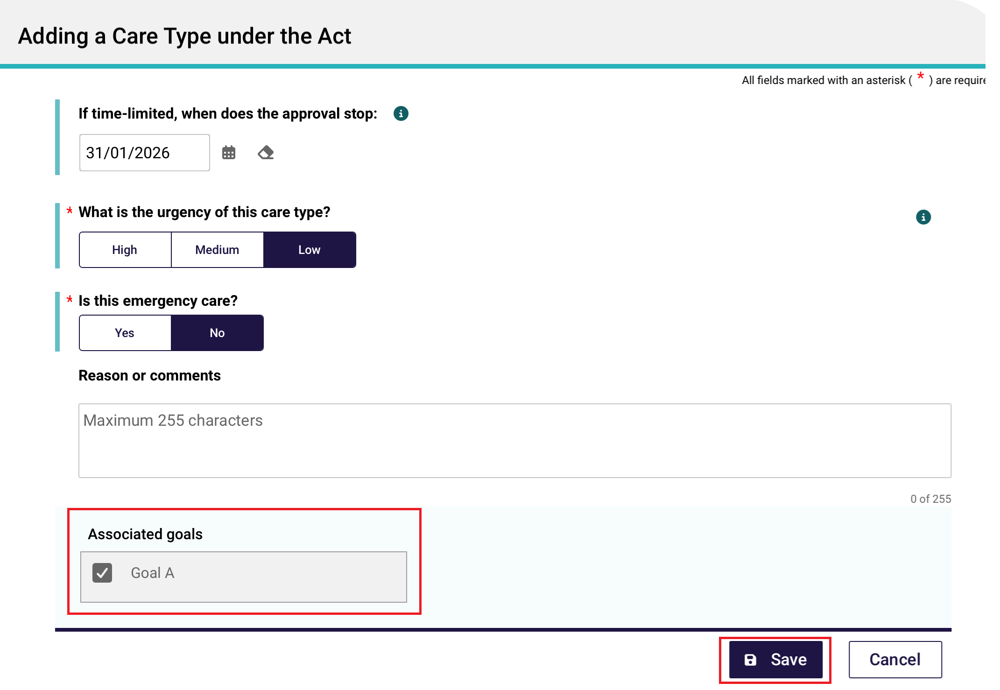 Adding a Care Type under the Act
All fields marked with an asterisk ( * ) are require
If time-limited, when does the approval stop:
31/01/2026
* What is the urgency of this care type?
High Medium Low
* Is this emergency care?
Yes No
Reason or comments
Maximum 255 characters
0 of 255
Associated goals
Goal A
Save Cancel